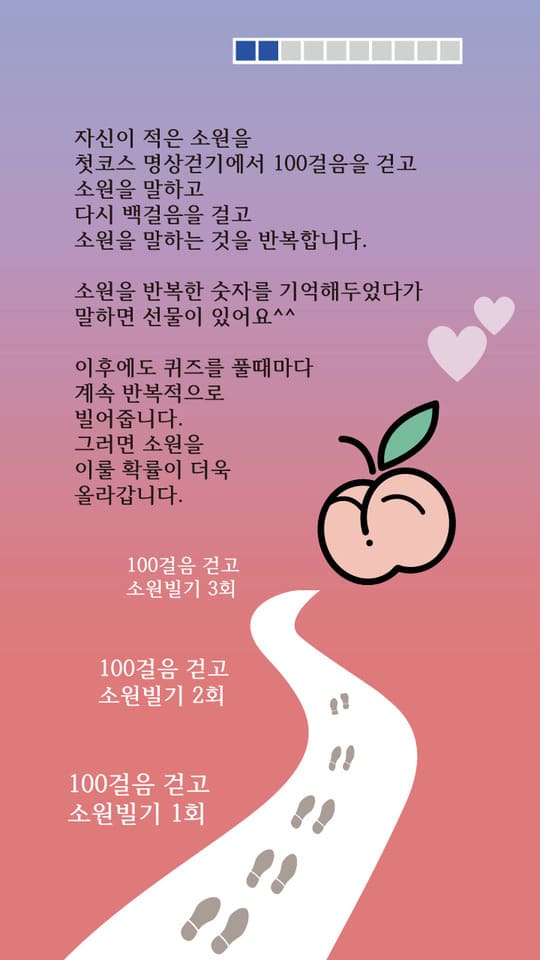 자신이 적은 소원을
첫코스 명상걷기에서 100걸음을 걷고
소원을 말하고
다시 백걸음을 걸고
소원을 말하는 것을 반복합니다.
소원을 반복한 숫자를 기억해두었다가
말하면 선물이 있어요^^
이후에도 퀴즈를 풀때마다
계속 반복적으로
빌어줍니다.
그러면 소원을
이룰 확률이 더욱
올라갑니다.
100걸음 걷고
소원빌기 3회
100걸음 걷고
소원빌기 2회
100걸음 걷고
소원빌기 1회